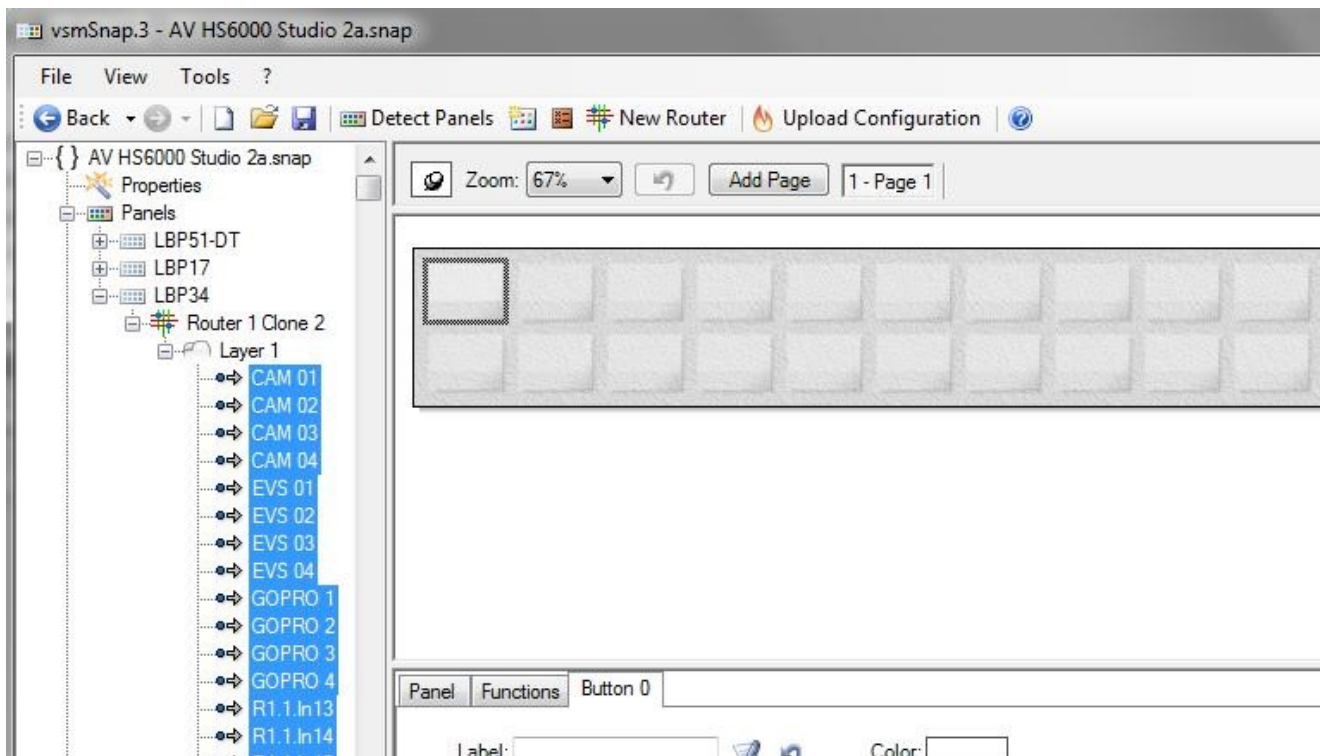 vsmSnap.3 - AV HS6000 Studio 2a.snap
File View Tools ?
Back Detect Panels New Router Upload Configuration
{ } AV HS6000 Studio 2a.snap
Properties
Panels
LBP51-DT
LBP17
LBP34
Router 1 Clone 2
Layer 1
CAM 01
CAM 02
CAM 03
CAM 04
EVS 01
EVS 02
EVS 03
EVS 04
GOPRO 1
GOPRO 2
GOPRO 3
GOPRO 4
R1.1.In13
R1.1.In14
Zoom: 67% Add Page 1 - Page 1
Panel Functions Button 0
Label: Color: